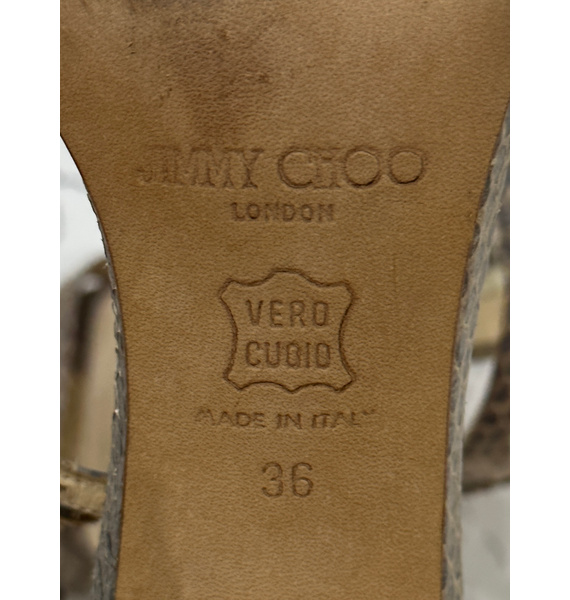 JIMMY CHOO
LONDON
VERO
CUOIO
MADE IN ITALY
36